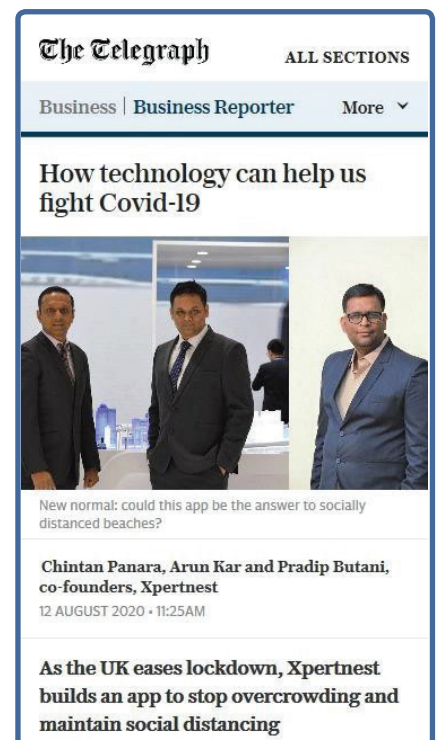 The Telegraph
ALL SECTIONS
Business | Business Reporter
More
How technology can help us
fight Covid-19
New normal: could this app be the answer to socially
distanced beaches?
Chintan Panara, Arun Kar and Pradip Butani,
co-founders, Xpertnest
12 AUGUST 2020 • 11:25AM
As the UK eases lockdown, Xpertnest
builds an app to stop overcrowding and
maintain social distancing